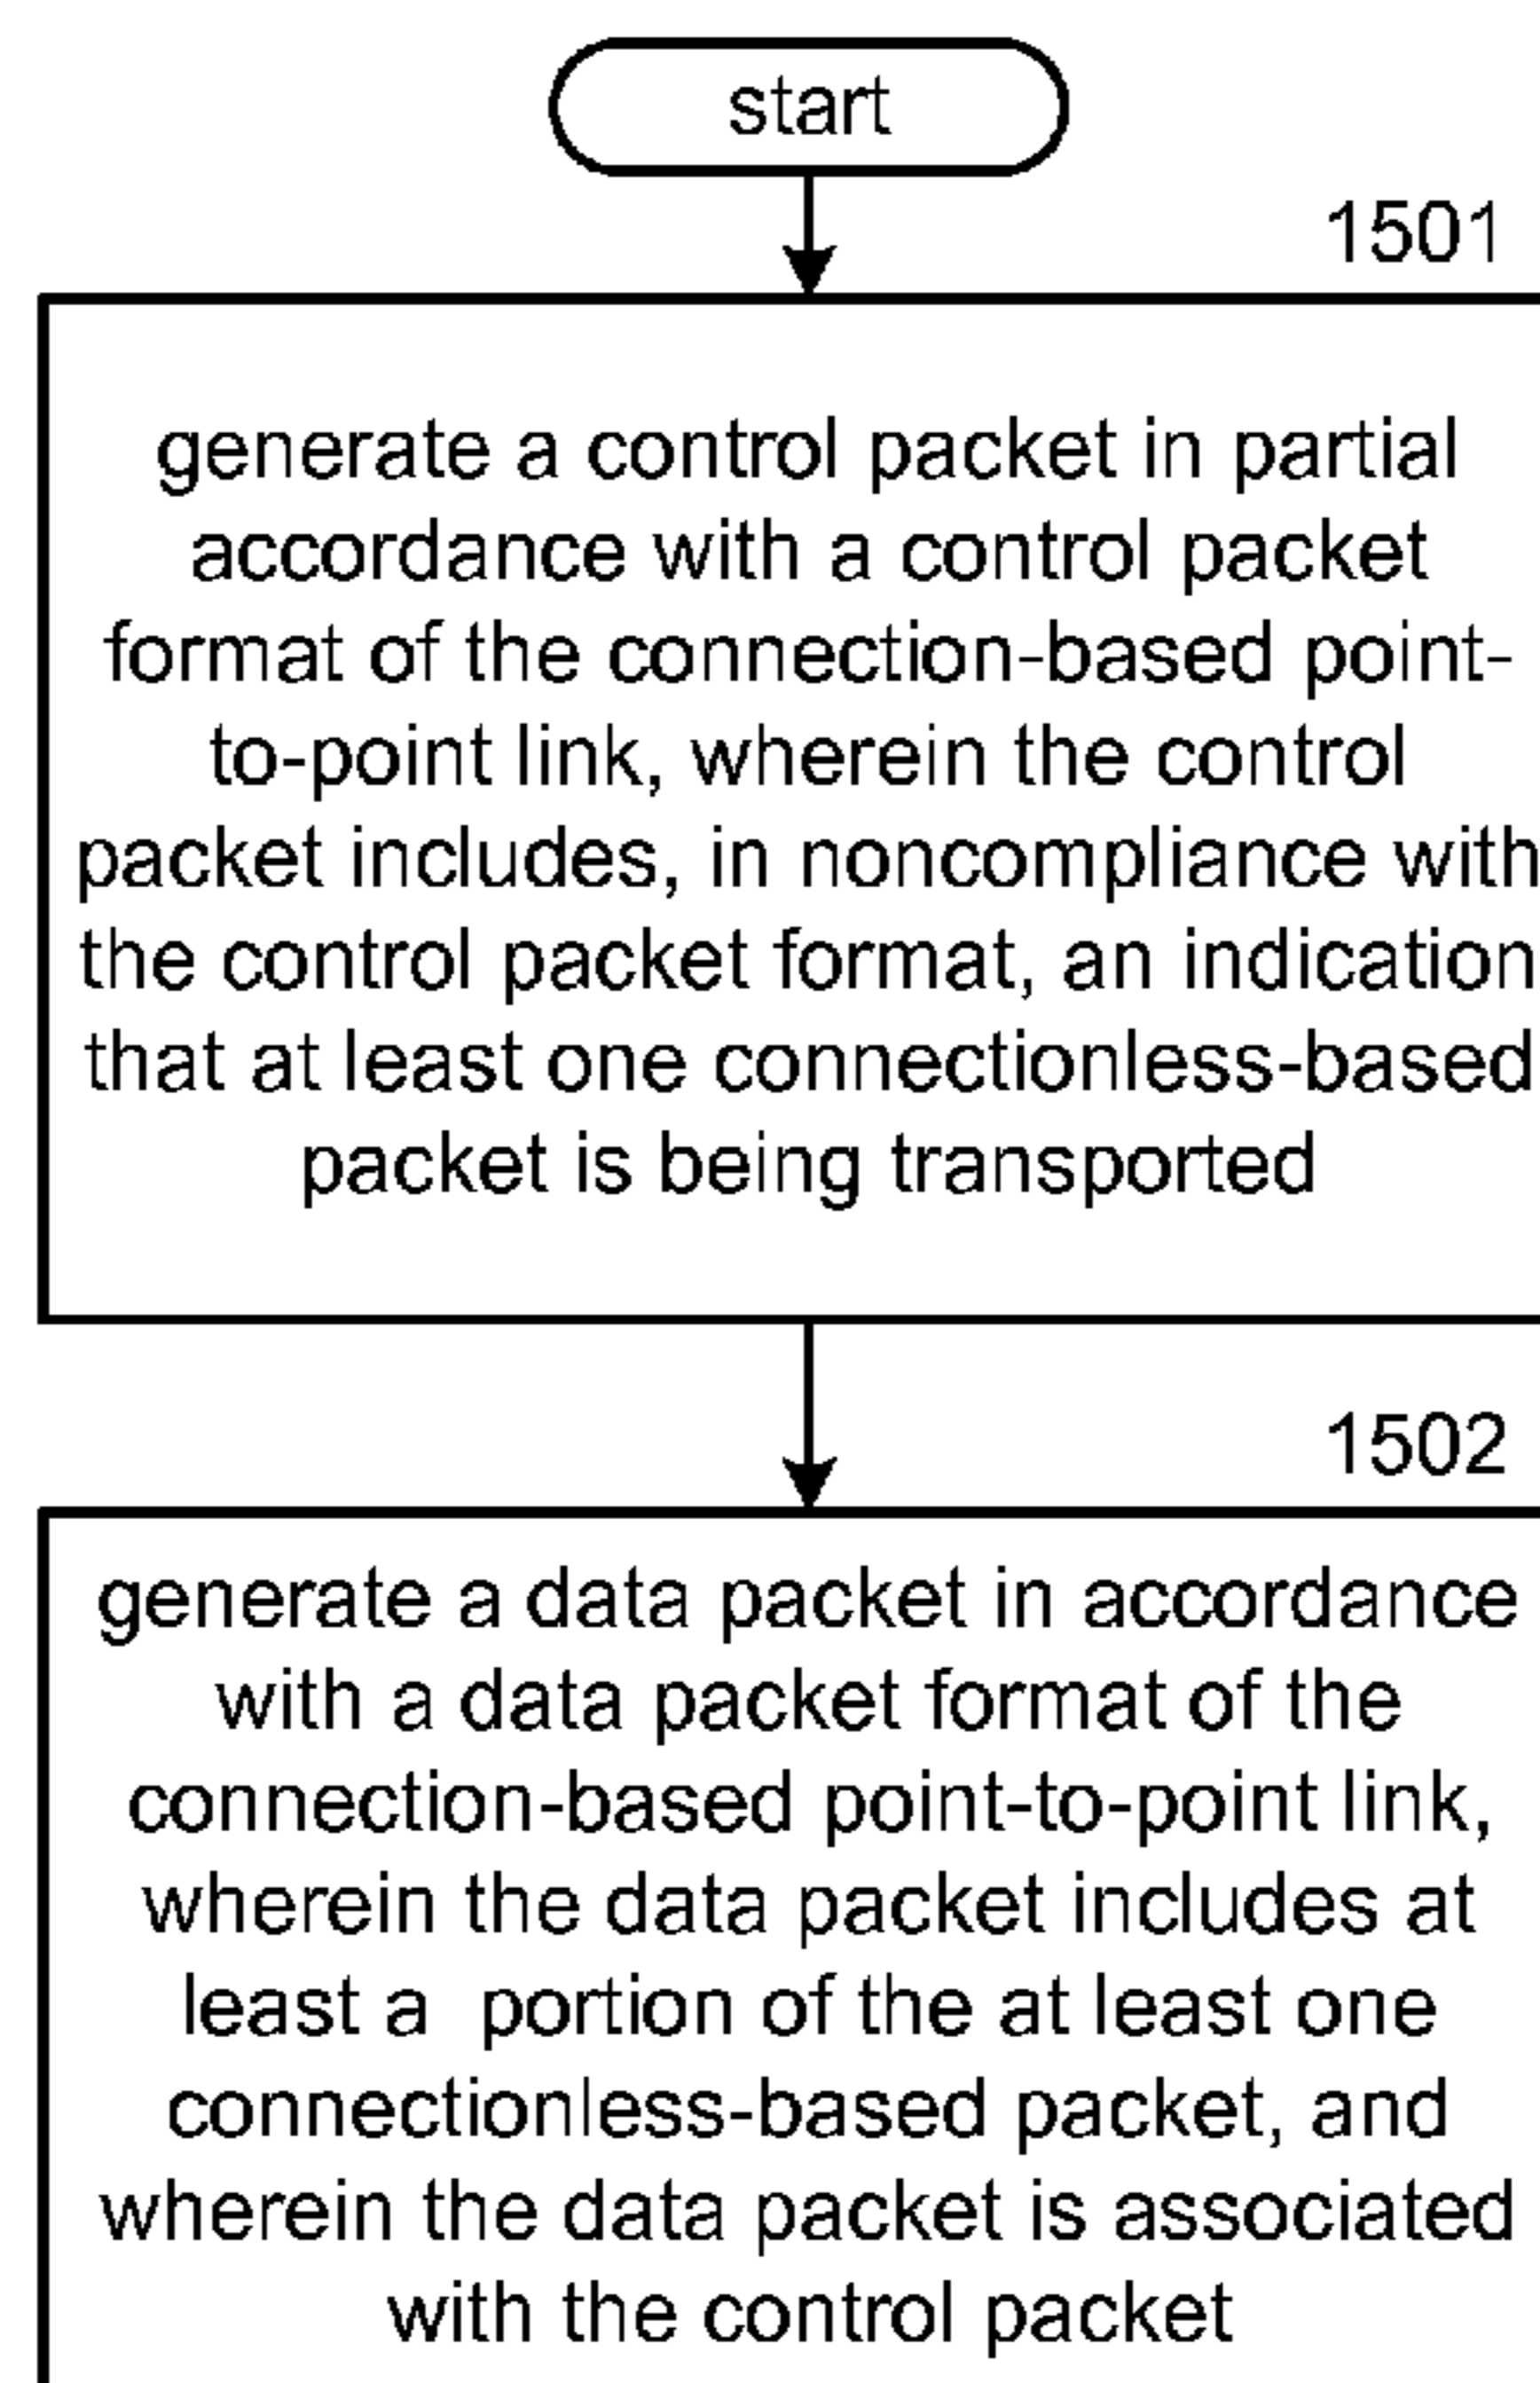 start
1501
generate a control packet in partial
accordance with a control packet
format of the connection-based point-
to-point link, wherein the control
packet includes, in noncompliance with
the control packet format, an indication
that at least one connectionless-based
packet is being transported
1502
generate a data packet in accordance
with a data packet format of the
connection-based point-to-point link,
wherein the data packet includes at
least a  portion of the at least one
connectionless-based packet, and
wherein the data packet is associated
with the control packet